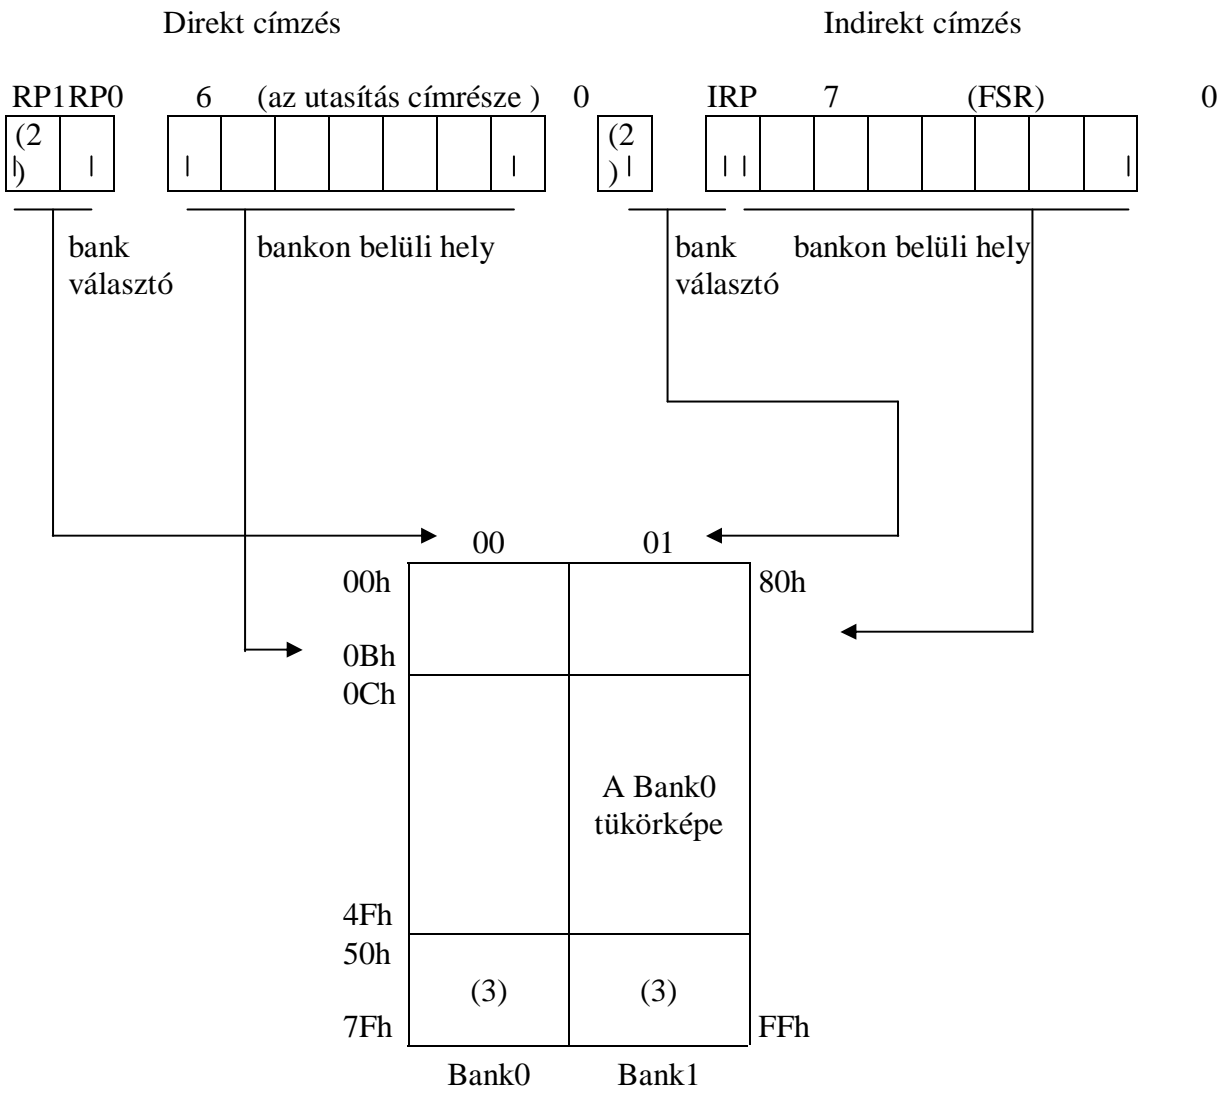 Direkt címzés
Indirekt címzés
RP1RP0 6 (az utasítás címrésze ) 0
IRP 7 (FSR) 0
(2
)
(2
)
bank
választó
bankon belüli hely
bank
választó
bankon belüli hely
00 01
00h 80h
0Bh
0Ch
A Bank0
tükörképe
4Fh
50h
(3) (3)
7Fh FFh
Bank0 Bank1